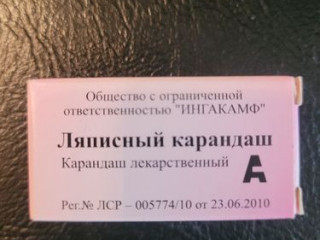 Общество с ограниченной
ответственностью "ИНГАКАМФ"
Ляписный карандаш
Карандаш лекарственный
А
Рег.№ ЛСР – 005774/10 от 23.06.2010